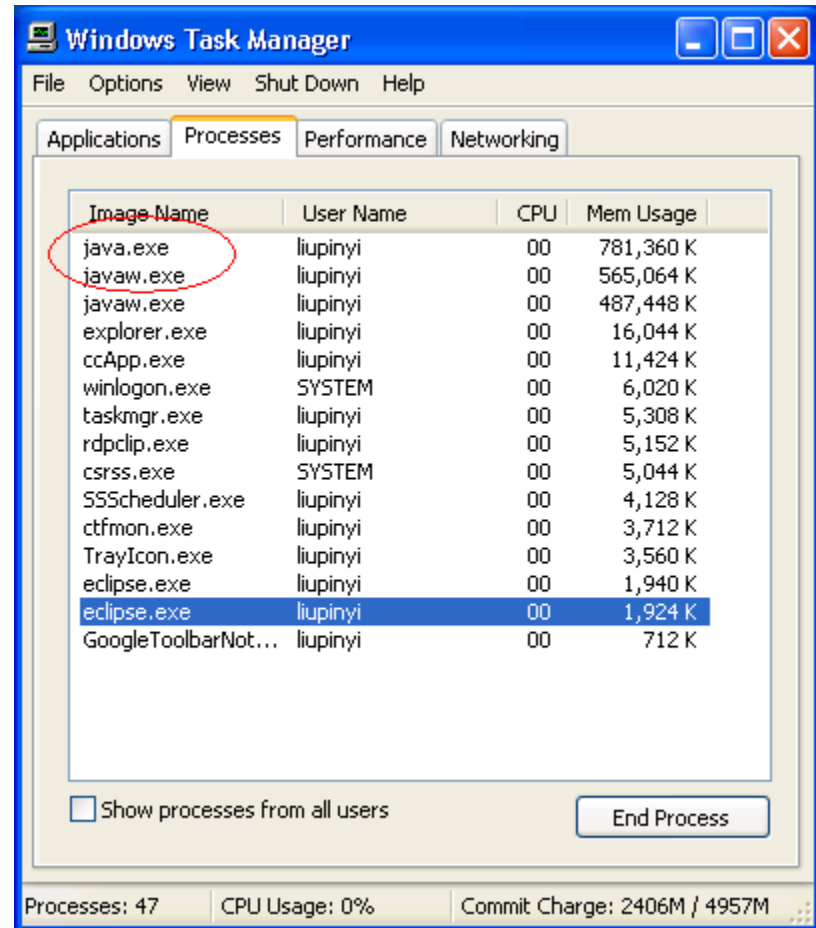 Windows Task Manager
File Options View Shut Down Help
Applications Processes Performance Networking
Image Name User Name CPU Mem Usage
java.exe liupinyi 00 781,360 K
javaw.exe liupinyi 00 565,064 K
javaw.exe liupinyi 00 487,448 K
explorer.exe liupinyi 00 16,044 K
ccApp.exe liupinyi 00 11,424 K
winlogon.exe SYSTEM 00 6,020 K
taskmgr.exe liupinyi 00 5,308 K
rdpclip.exe liupinyi 00 5,152 K
csrss.exe SYSTEM 00 5,044 K
SSScheduler.exe liupinyi 00 4,128 K
ctfmon.exe liupinyi 00 3,712 K
TrayIcon.exe liupinyi 00 3,560 K
eclipse.exe liupinyi 00 1,940 K
eclipse.exe liupinyi 00 1,924 K
GoogleToolbarNot... liupinyi 00 712 K
Show processes from all users End Process
Processes: 47 CPU Usage: 0% Commit Charge: 2406M / 4957M